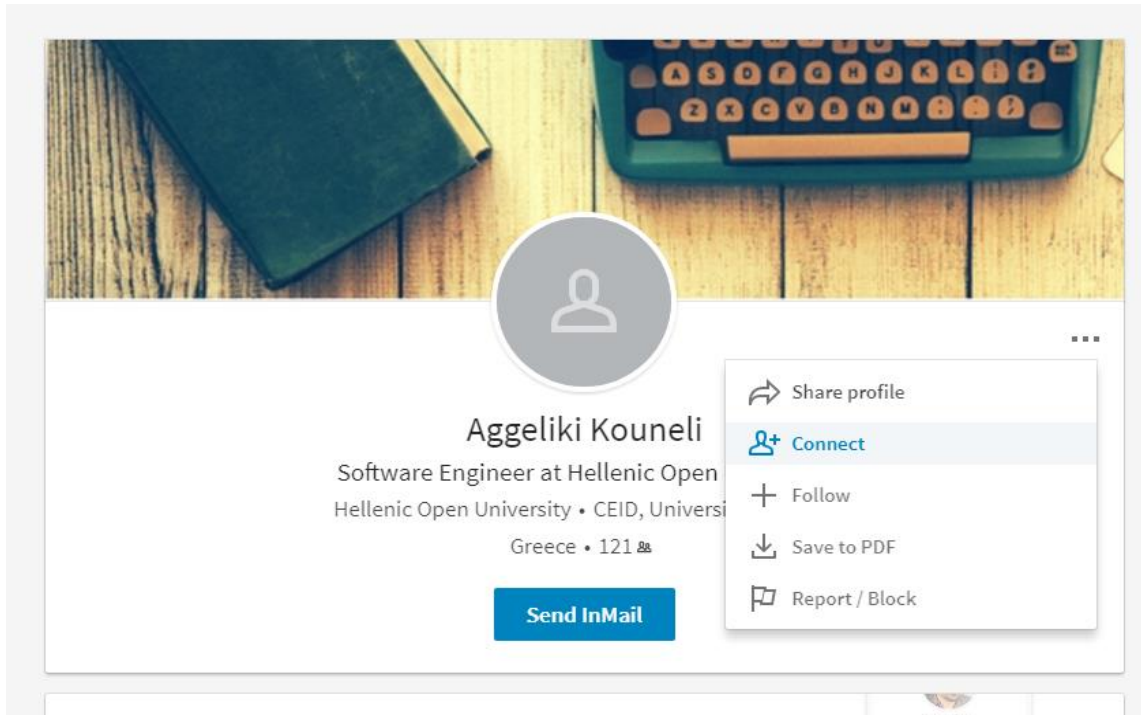 A S D F G H J K L
Z X C V B N M
Aggeliki Kouneli
Software Engineer at Hellenic Open
Hellenic Open University • CEID, Universi
Greece • 121
Send InMail
Share profile
Connect
Follow
Save to PDF
Report / Block